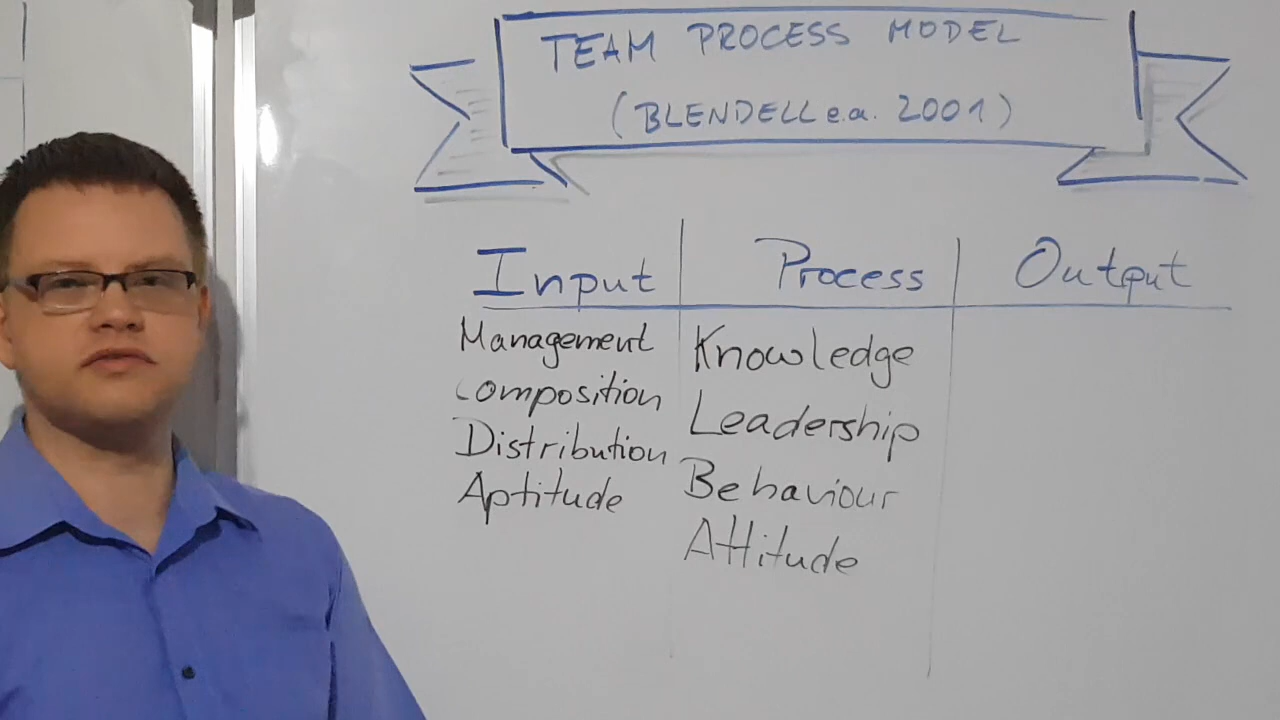 TEAM PROCESS MODEL
(BLENDELL e.a. 2001)
Input Process Output
Management Knowledge
Composition Leadership
Distribution Behaviour
Aptitude Attitude